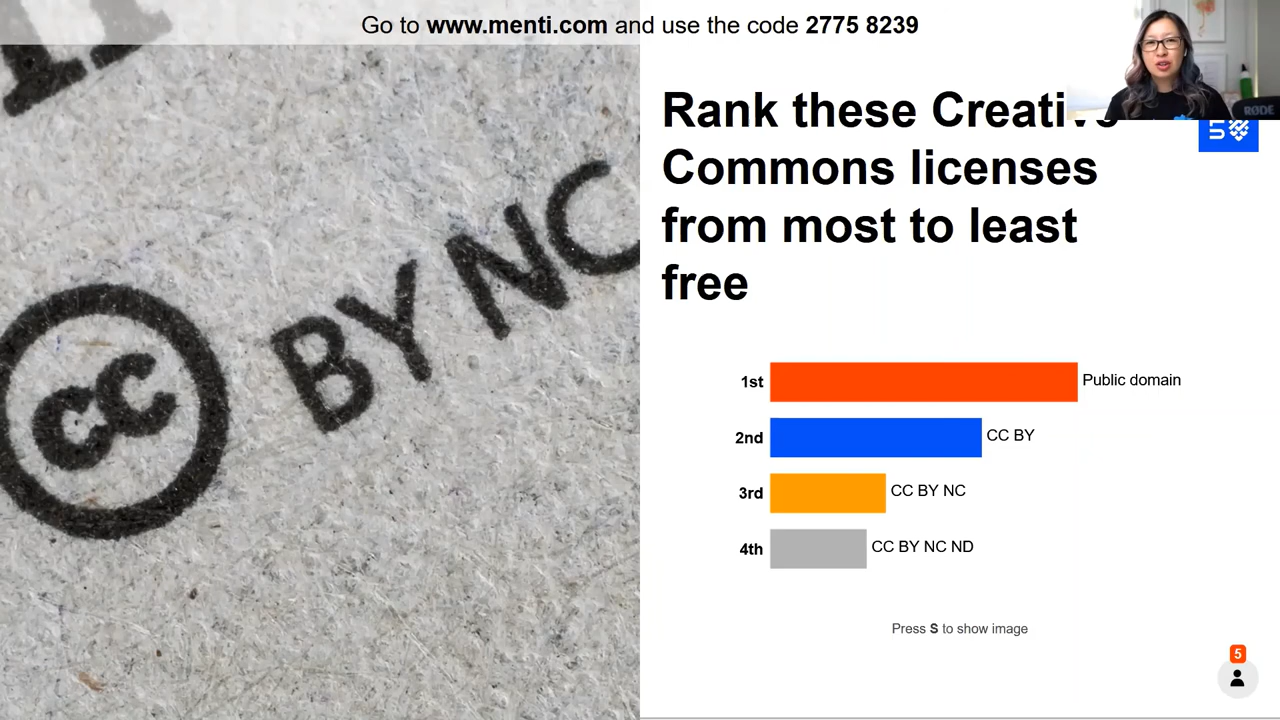 Go to www.menti.com and use the code 2775 8239
cc BY NC
Rank these Creative
Commons licenses
from most to least
free
1st Public domain
2nd CC BY
3rd CC BY NC
4th CC BY NC ND
Press S to show image
5
RØDE